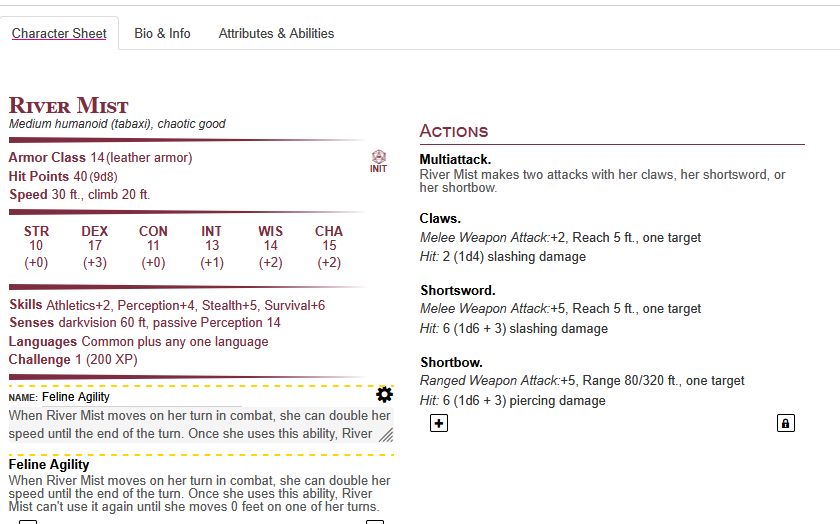 Character Sheet
Bio & Info
Attributes & Abilities
River Mist
Medium humanoid (tabaxi), chaotic good
Armor Class 14 (leather armor)
Hit Points 40 (9d8)
Speed 30 ft., climb 20 ft.
INIT
STR DEX CON INT WIS CHA
10 17 11 13 14 15
(+0) (+3) (+0) (+1) (+2) (+2)
Skills Athletics+2, Perception+4, Stealth+5, Survival+6
Senses darkvision 60 ft, passive Perception 14
Languages Common plus any one language
Challenge 1 (200 XP)
NAME: Feline Agility
When River Mist moves on her turn in combat, she can double her
speed until the end of the turn. Once she uses this ability, River
Feline Agility
When River Mist moves on her turn in combat, she can double her
speed until the end of the turn. Once she uses this ability, River
Mist can't use it again until she moves 0 feet on one of her turns.
Actions
Multiattack.
River Mist makes two attacks with her claws, her shortsword, or
her shortbow.
Claws.
Melee Weapon Attack:+2, Reach 5 ft., one target
Hit: 2 (1d4) slashing damage
Shortsword.
Melee Weapon Attack:+5, Reach 5 ft., one target
Hit: 6 (1d6 + 3) slashing damage
Shortbow.
Ranged Weapon Attack:+5, Range 80/320 ft., one target
Hit: 6 (1d6 + 3) piercing damage